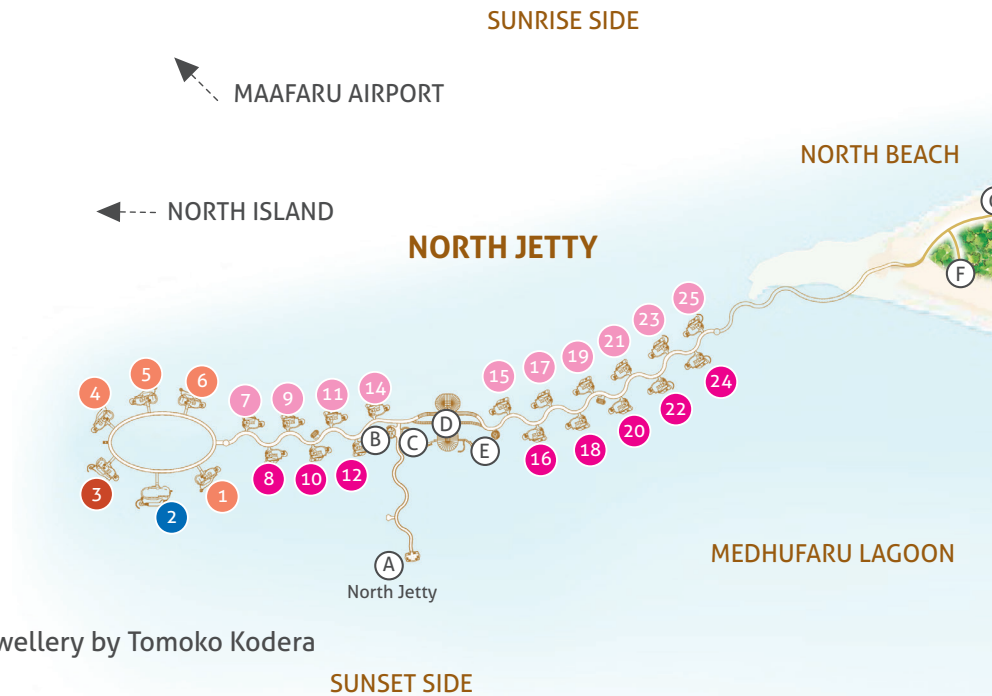 SUNRISE SIDE
MAAFARU AIRPORT
NORTH BEACH
NORTH ISLAND
NORTH JETTY
F
25
23
21
19
17
15
14
11
9
7
6
5
4
24
22
20
18
16
D
E
C
B
12
10
8
1
2
3
MEDHUFARU LAGOON
A
North Jetty
wellery by Tomoko Kodera
SUNSET SIDE